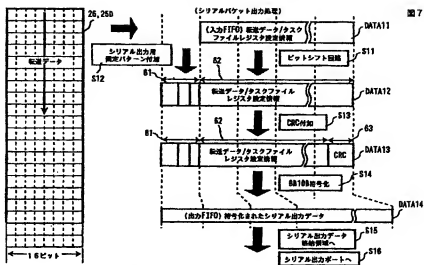 図7
26,25D
(シリアルパケット出力処理)
(入力FIFO) 転送データ/タスク
ファイルレジスタ設定情報
DATA11
シリアル出力用
固定パターン付加
S12
ビットシフト回路
S11
転送データ
61
62
転送データ/タスクファイル
レジスタ設定情報
DATA12
S13
CRC付加
61
62
63
転送データ/タスクファイル
レジスタ設定情報
CRC
DATA13
S14
8B10B符号化
DATA14
(出力FIFO) 符号化されたシリアル出力データ
S15
シリアル出力データ
格納領域へ
S16
シリアル出力ポートへ
16ビット